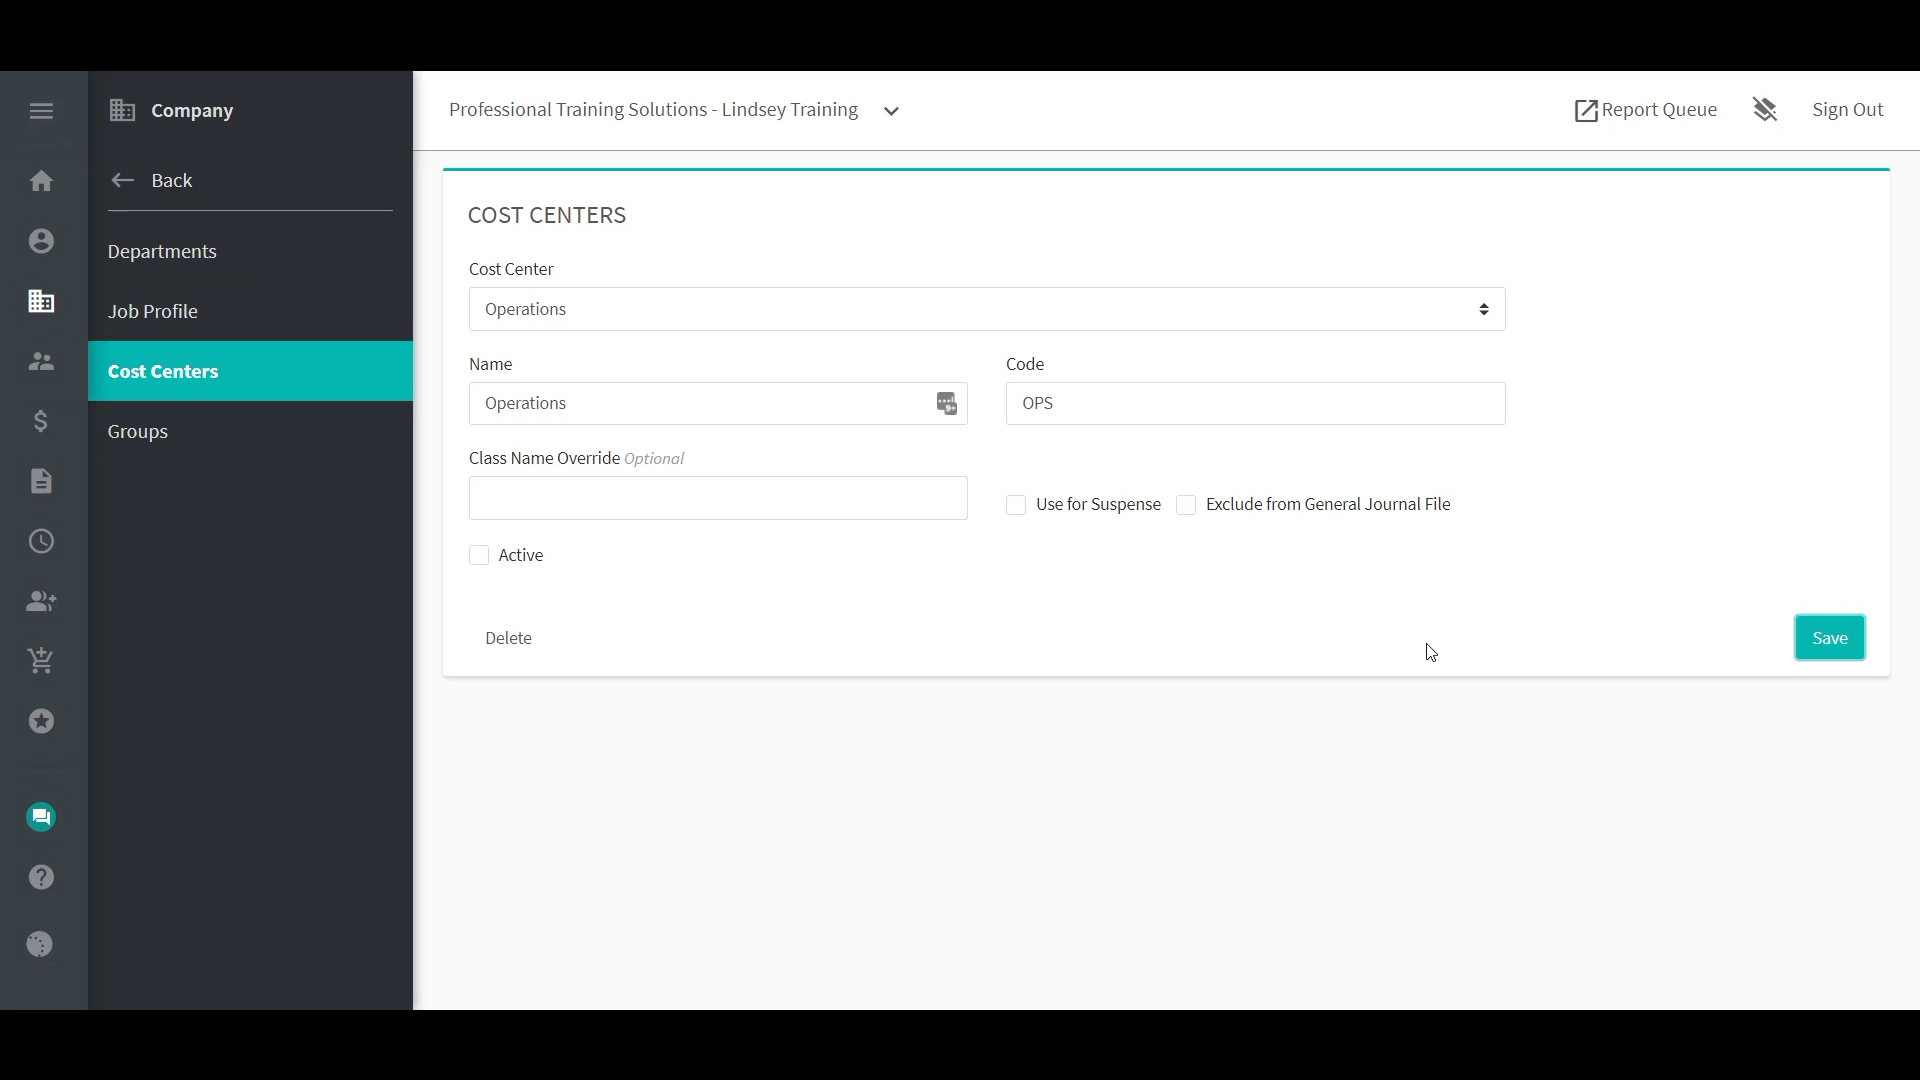 Company
Professional Training Solutions - Lindsey Training
Report Queue
Sign Out
Back
Departments
Job Profile
Cost Centers
Groups
COST CENTERS
Cost Center
Operations
Name
Code
Operations
OPS
Class Name Override Optional
Use for Suspense
Exclude from General Journal File
Active
Delete
Save